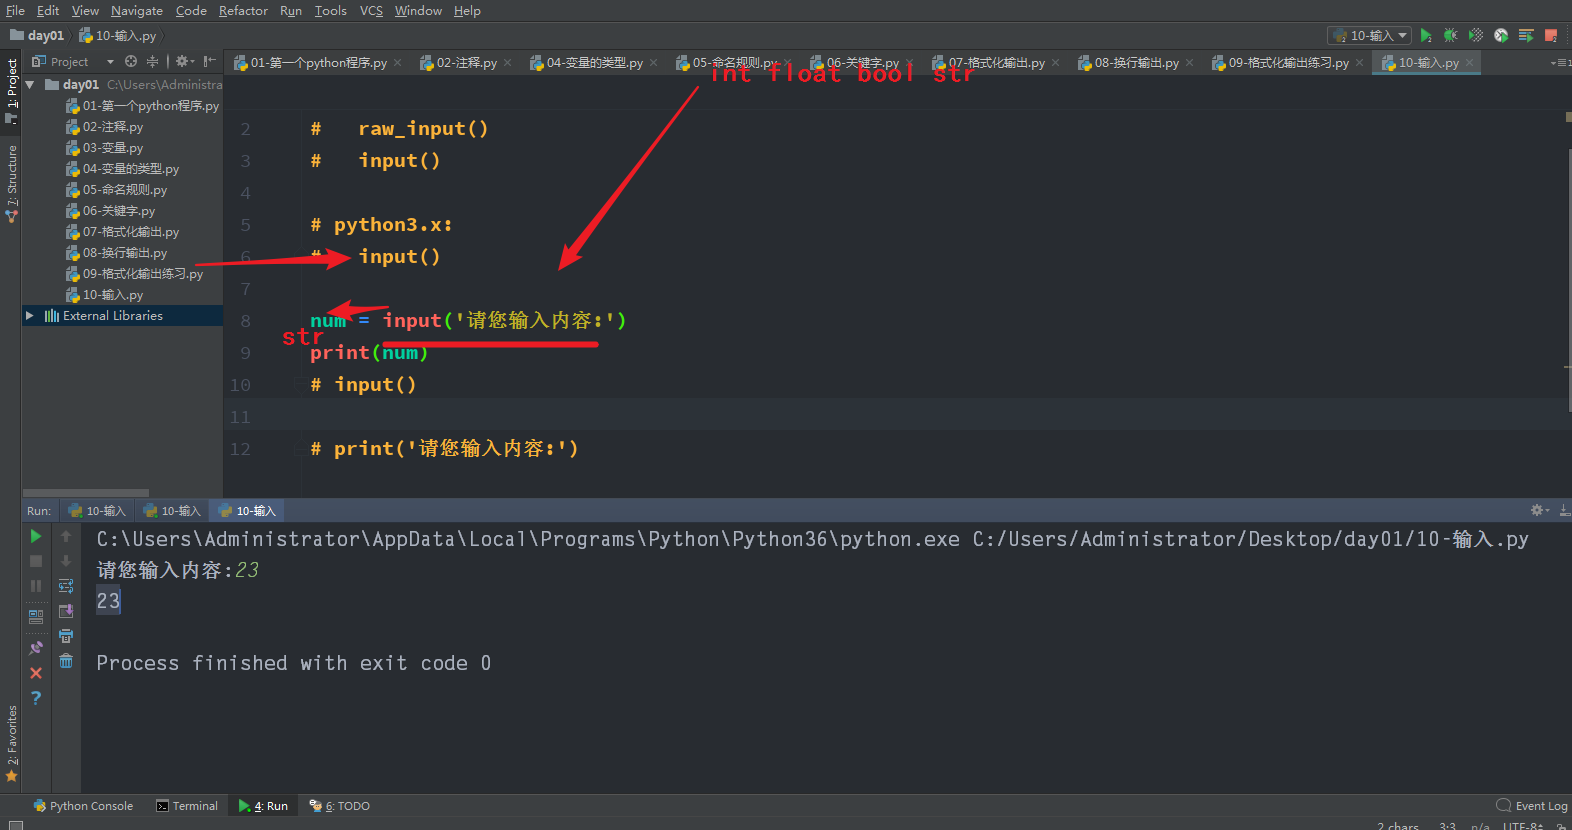 File Edit View Navigate Code Refactor Run Tools VCS Window Help
day01 10-输入.py
10-输入
Project
01-第一个python程序.py 02-注释.py 04-变量的类型.py 05-命名规则.py 06-关键字.py 07-格式化输出.py 08-换行输出.py 09-格式化输出练习.py 10-输入.py
int float bool str
1: Project
7: Structure
2: Favorites
day01 C:\Users\Administra
01-第一个python程序.py
02-注释.py
03-变量.py
04-变量的类型.py
05-命名规则.py
06-关键字.py
07-格式化输出.py
08-换行输出.py
09-格式化输出练习.py
10-输入.py
External Libraries
2 # raw_input()
3 # input()
4
5 # python3.x:
6 # input()
7
8 num = input('请您输入内容:')
str
9 print(num)
10 # input()
11
12 # print('请您输入内容:')
Run: 10-输入 10-输入 10-输入
C:\Users\Administrator\AppData\Local\Programs\Python\Python36\python.exe C:/Users/Administrator/Desktop/day01/10-输入.py
请您输入内容:23
23
Process finished with exit code 0
Python Console Terminal 4: Run 6: TODO Event Log
2 chars 3:3 n/a UTF-8